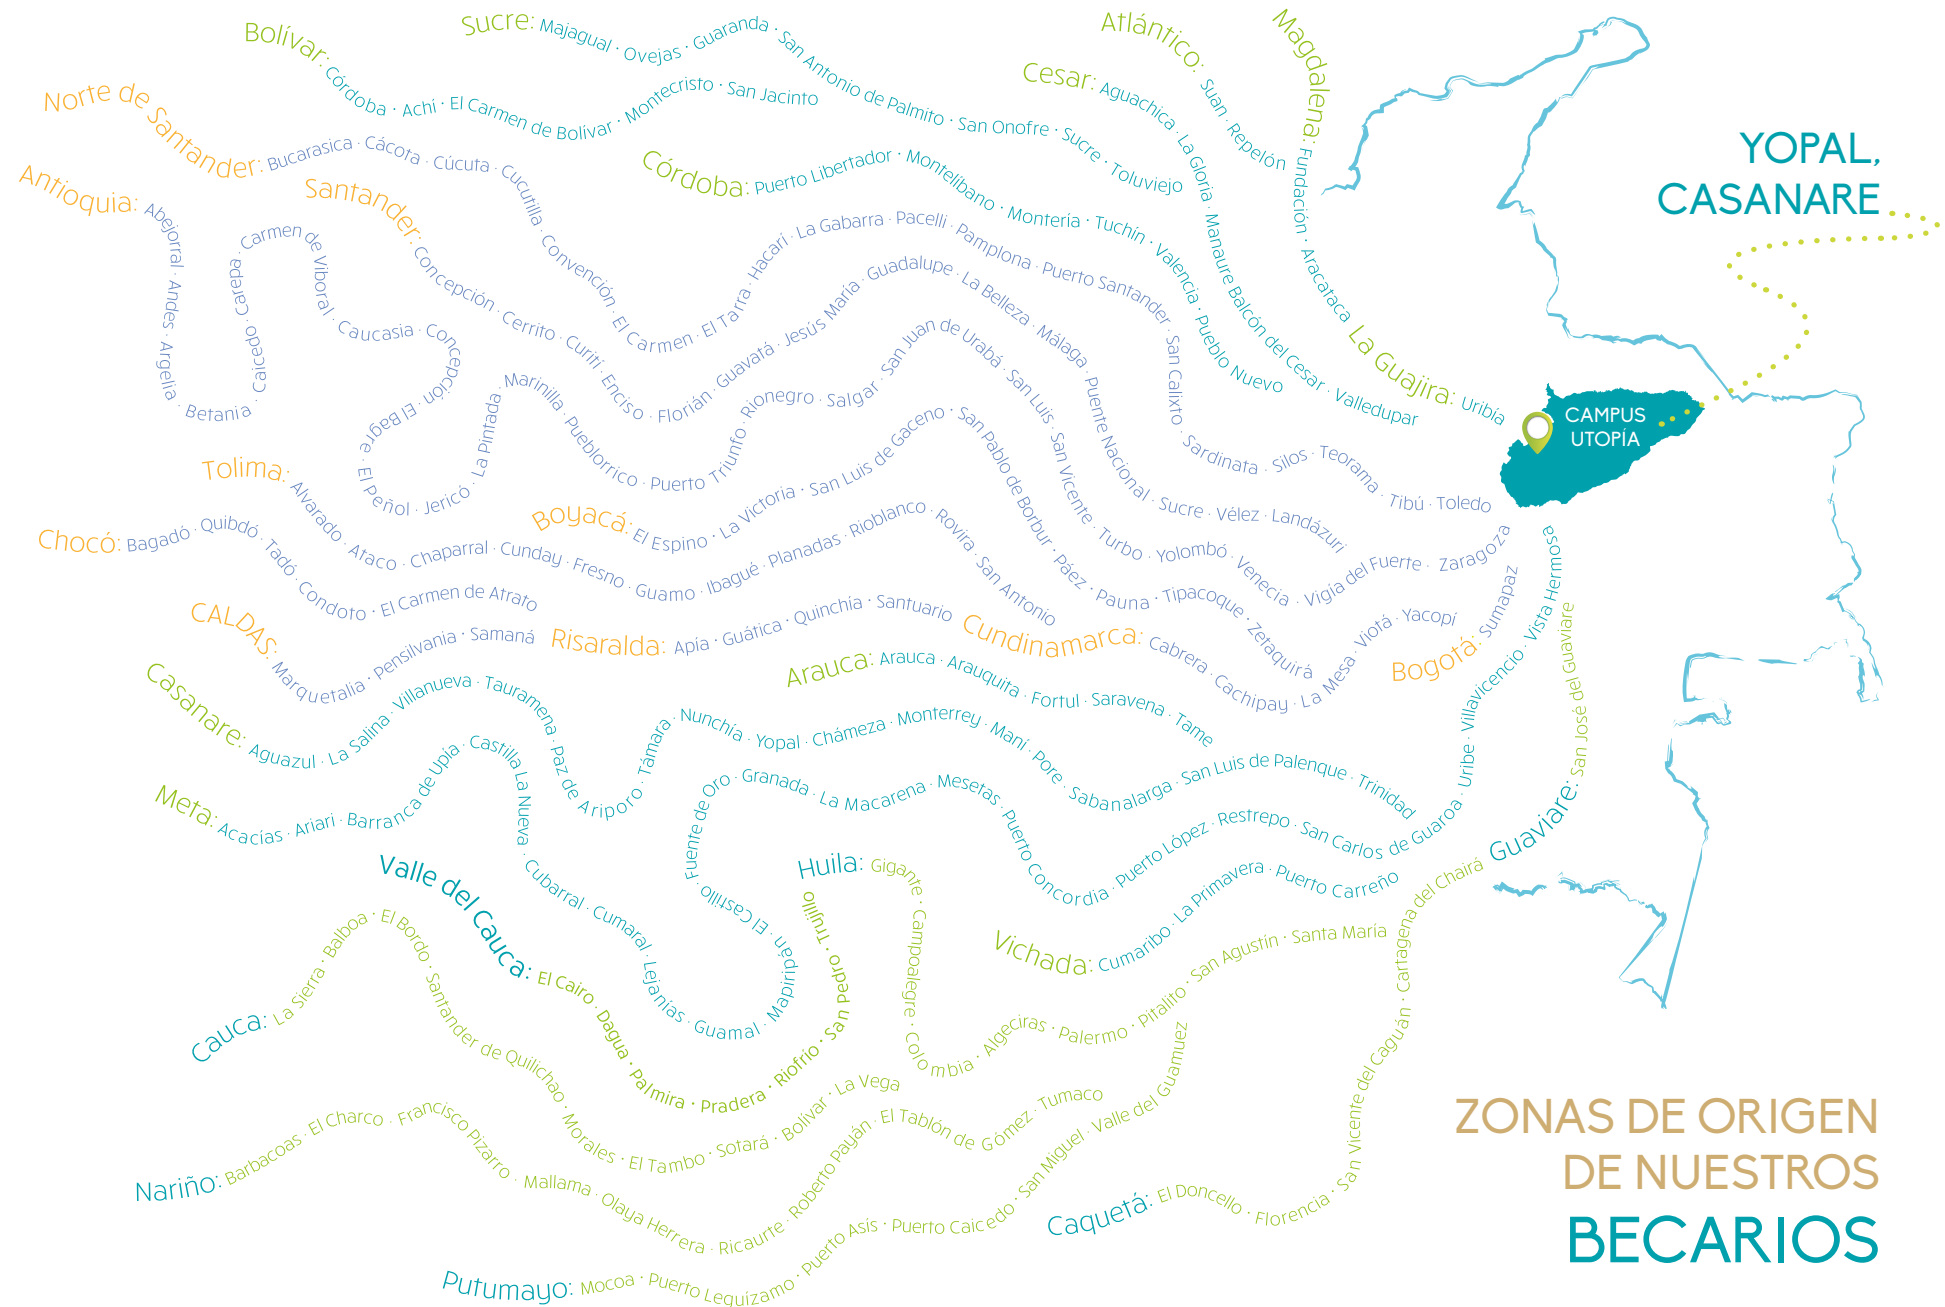 Bolívar: Córdoba · Achí · El Carmen de Bolívar · Montecristo · San Jacinto
Sucre: Majagual · Ovejas · Guaranda · San Antonio de Palmito · San Onofre · Sucre · Toluviejo
Atlántico: Suan · Repelón
Magdalena: Fundación · Aracataca
Cesar: Aguachica · La Gloria · Manaure Balcón del Cesar · Valledupar
Norte de Santander: Bucarasica · Cácota · Cúcuta · Cucutilla · Convención · El Carmen · El Tarra · Hacarí · La Gabarra · Pacelli · Pamplona · Puerto Santander · San Calixto · Sardinata · Silos · Teorama · Tibú · Toledo
Córdoba: Puerto Libertador · Montelíbano · Montería · Tuchín · Valencia · Pueblo Nuevo
YOPAL,
CASANARE
Antioquia: Abejorral · Andes · Argelia · Betania · Caicedo · Carepa · Carmen de Viboral · Caucasia · Concepción · El Bagre · El Peñol · Jericó · La Pintada · Marinilla · Pueblorrico · Puerto Triunfo · Rionegro · Salgar · San Juan de Urabá · San Luis · San Vicente · Turbo · Yolombó · Venecia · Vigía del Fuerte · Zaragoza
Santander: Concepción · Cerrito · Curití · Enciso · Florián · Guavatá · Jesús María · Guadalupe · La Belleza · Málaga · Puente Nacional · Sucre · Vélez · Landázuri
La Guajira: Uribia
CAMPUS
UTOPÍA
Tolima: Alvarado · Ataco · Chaparral · Cunday · Fresno · Guamo · Ibagué · Planadas · Rioblanco · Rovira · San Antonio
Boyacá: El Espino · La Victoria · San Luis de Gaceno · San Pablo de Borbur · Páez · Pauna · Tipacoque · Zetaquirá
Chocó: Bagadó · Quibdó · Tadó · Condoto · El Carmen de Atrato
CALDAS: Marquetalia · Pensilvania · Samaná
Risaralda: Apía · Guática · Quinchía · Santuario
Cundinamarca: Cabrera · Cachipay · La Mesa · Viotá · Yacopí
Bogotá: Sumapaz
Arauca: Arauca · Arauquita · Fortul · Saravena · Tame
Casanare: Aguazul · La Salina · Villanueva · Tauramena · Paz de Ariporo · Támara · Nunchía · Yopal · Chámeza · Monterrey · Maní · Pore · Sabanalarga · San Luis de Palenque · Trinidad
Meta: Acacías · Ariari · Barranca de Upía · Castilla La Nueva · Cubarral · Cumaral · Lejanías · Guamal · Mapiripán · El Castillo · Fuente de Oro · Granada · La Macarena · Mesetas · Puerto Concordia · Puerto López · Restrepo · San Carlos de Guaroa · Uribe · Villavicencio · Vista Hermosa
Guaviare: San José del Guaviare
Valle del Cauca: El Cairo · Dagua · Palmira · Pradera · Riofrío · San Pedro · Trujillo
Huila: Gigante · Campoalegre · Colombia · Algeciras · Palermo · Pitalito · San Agustín · Santa María
Vichada: Cumaribo · La Primavera · Puerto Carreño
Cauca: La Sierra · Balboa · El Bordo · Santander de Quilichao · Morales · El Tambo · Sotará · Bolívar · La Vega
Nariño: Barbacoas · El Charco · Francisco Pizarro · Mallama · Olaya Herrera · Ricaurte · Roberto Payán · El Tablón de Gómez · Tumaco
Putumayo: Mocoa · Puerto Leguízamo · Puerto Asís · Puerto Caicedo · San Miguel · Valle del Guamuez
Caquetá: El Doncello · Florencia · San Vicente del Caguán · Cartagena del Chairá
ZONAS DE ORIGEN
DE NUESTROS
BECARIOS